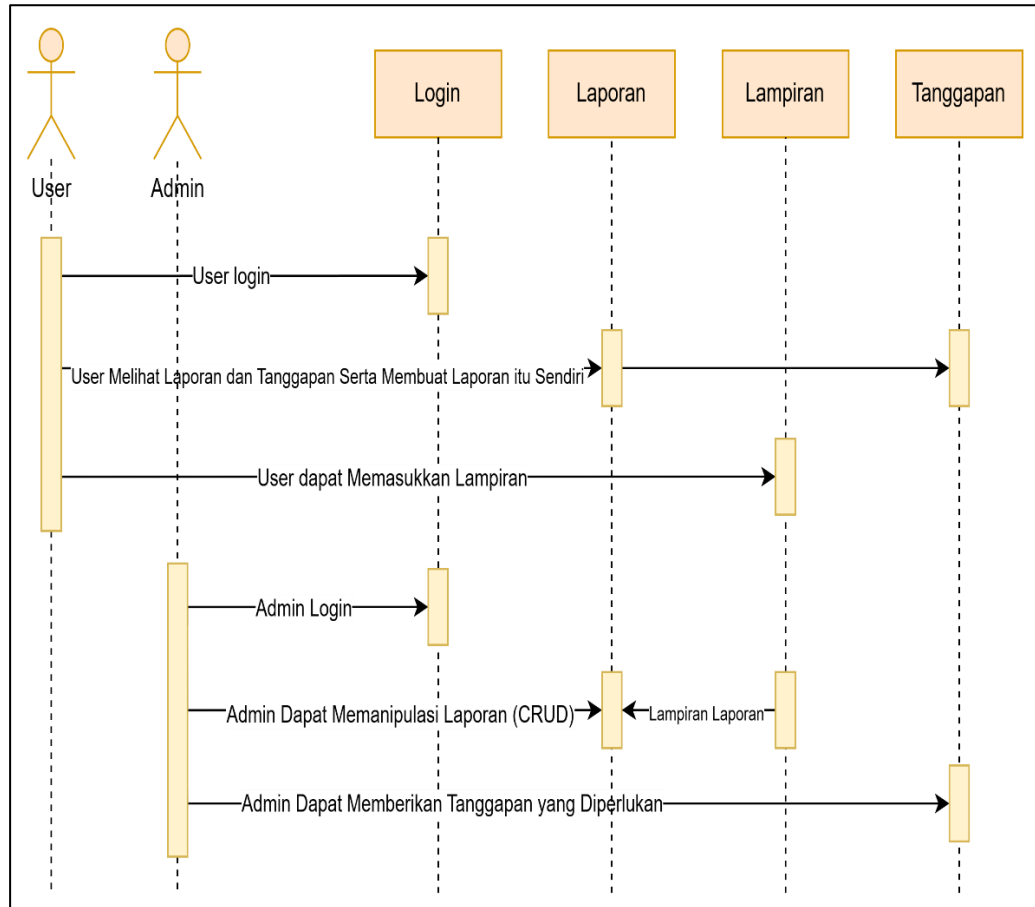 Login
Laporan
Lampiran
Tanggapan
User
Admin
User login
User Melihat Laporan dan Tanggapan Serta Membuat Laporan itu Sendiri
User dapat Memasukkan Lampiran
Admin Login
Admin Dapat Memanipulasi Laporan (CRUD)
Lampiran Laporan
Admin Dapat Memberikan Tanggapan yang Diperlukan